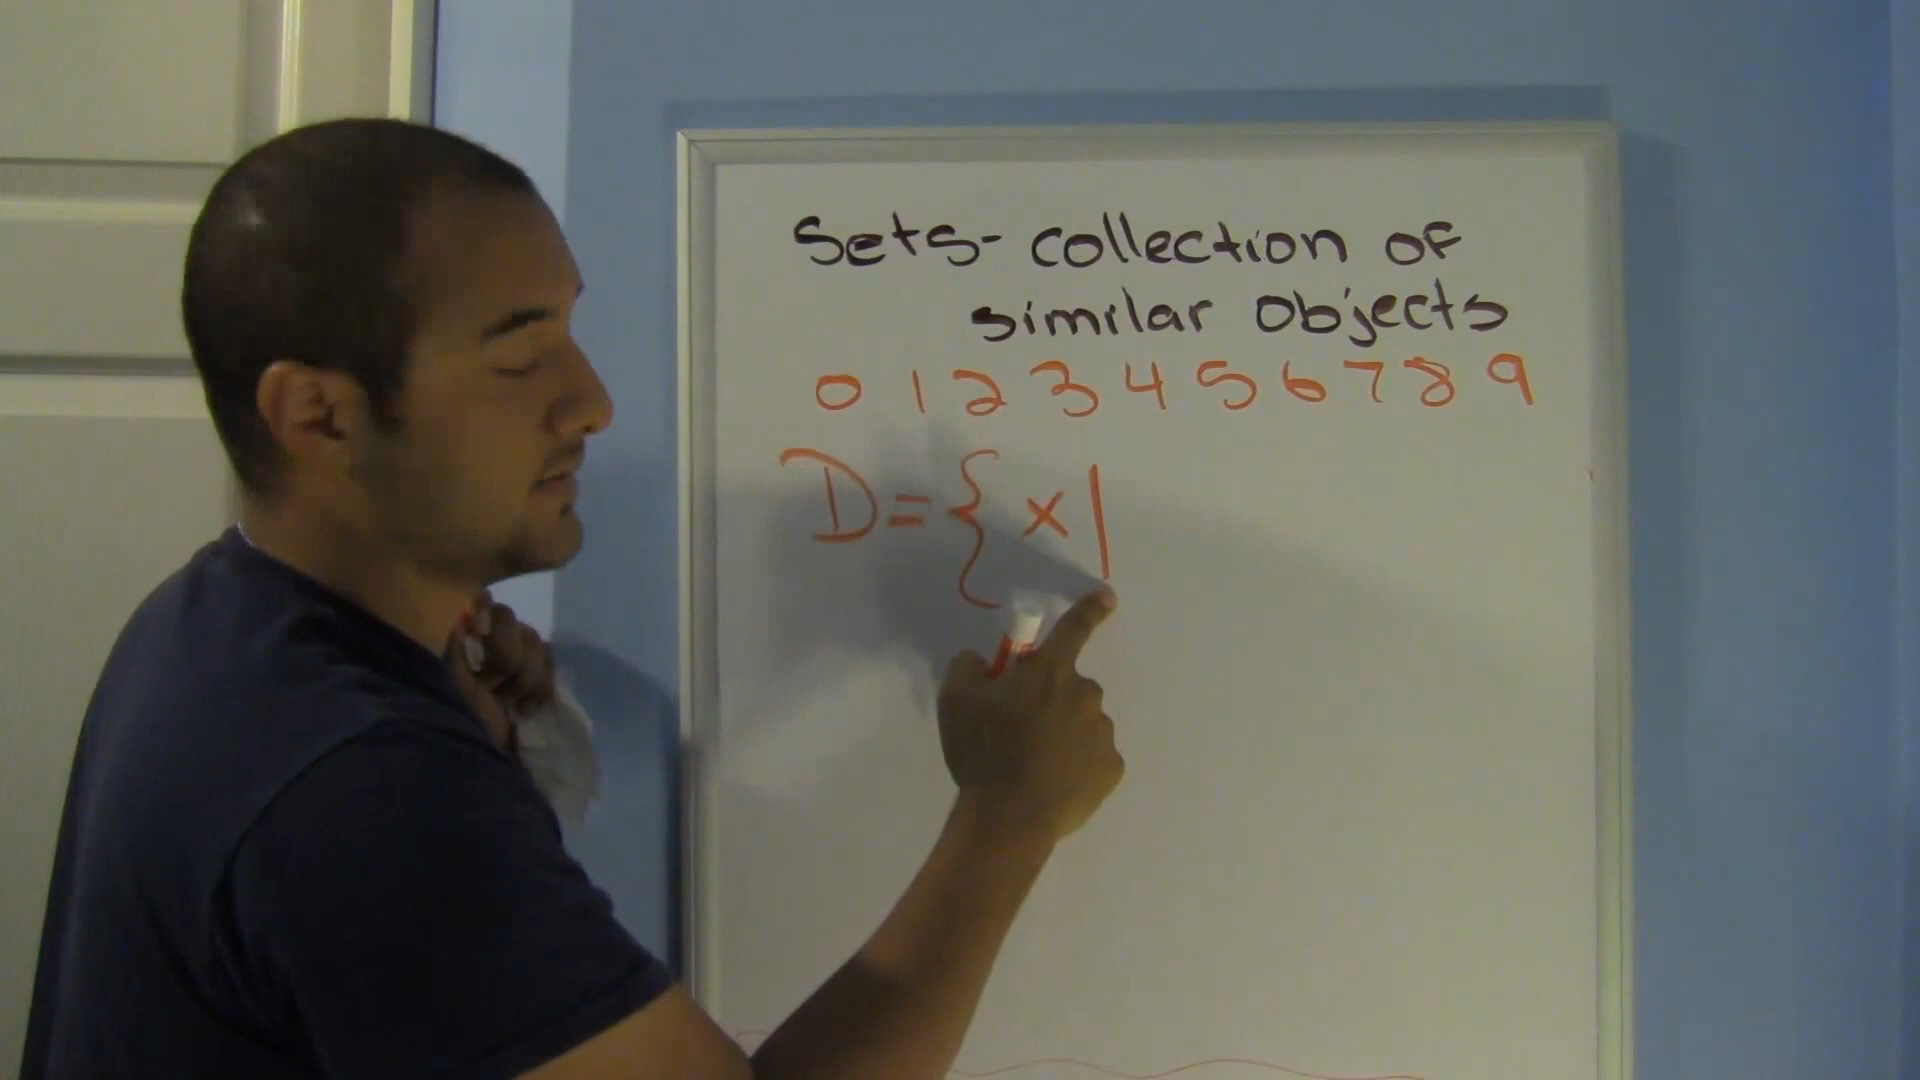 Sets- collection of
similar objects
0 1 2 3 4 5 6 7 8 9
D={ x |